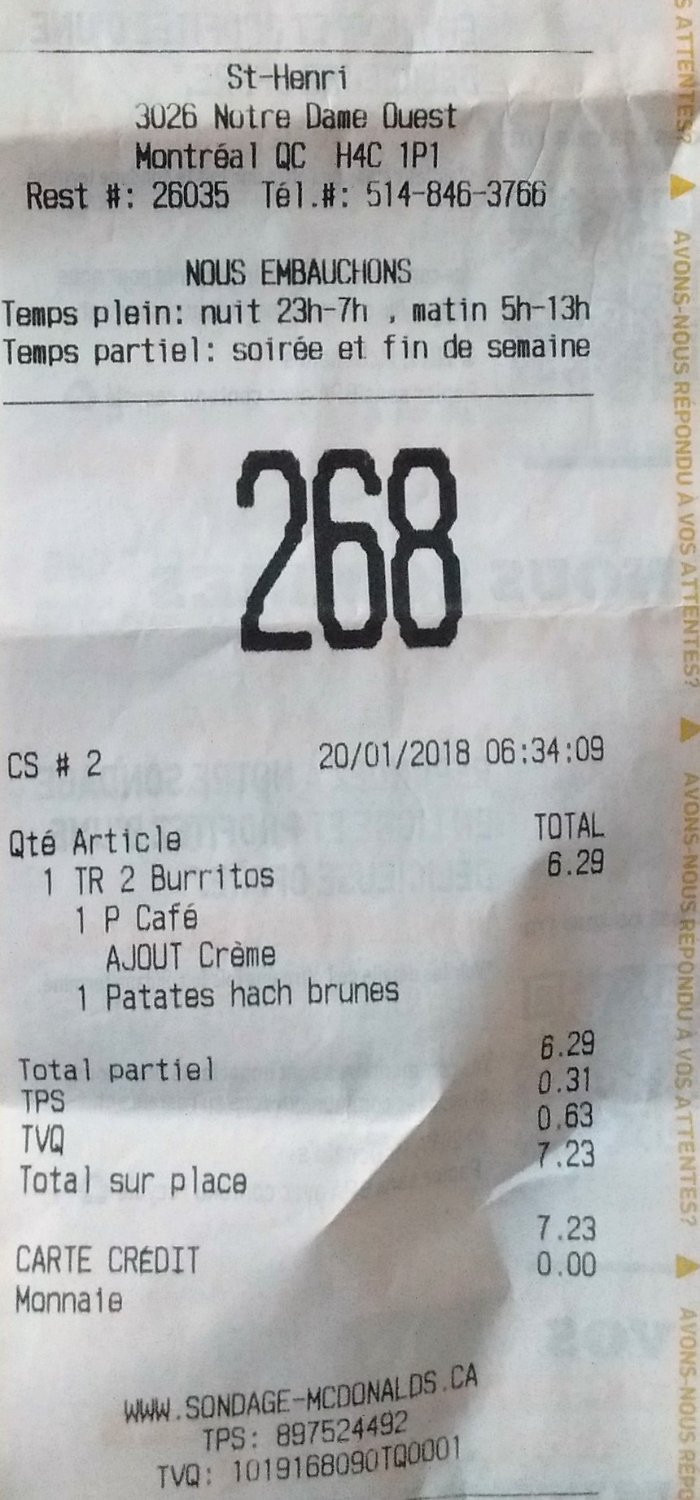 St-Henri
3026 Notre Dame Ouest
Montréal QC H4C 1P1
Rest #: 26035 Tél.#: 514-846-3766
NOUS EMBAUCHONS
Temps plein: nuit 23h-7h , matin 5h-13h
Temps partiel: soirée et fin de semaine
268
CS # 2 20/01/2018 06:34:09
Qté Article TOTAL
1 TR 2 Burritos 6.29
1 P Café
AJOUT Crème
1 Patates hach brunes
Total partiel 6.29
TPS 0.31
TVQ 0.63
Total sur place 7.23
CARTE CRÉDIT 7.23
Monnaie 0.00
WWW.SONDAGE-MCDONALDS.CA
TPS: 897524492
TVQ: 1019168090TQ0001
S ATTENTES? ▲ AVONS-NOUS RÉPONDU À VOS ATTENTES? ▲ AVONS-NOUS RÉPONDU À VOS ATTENTES? ▲ AVONS-NOUS RÉPO